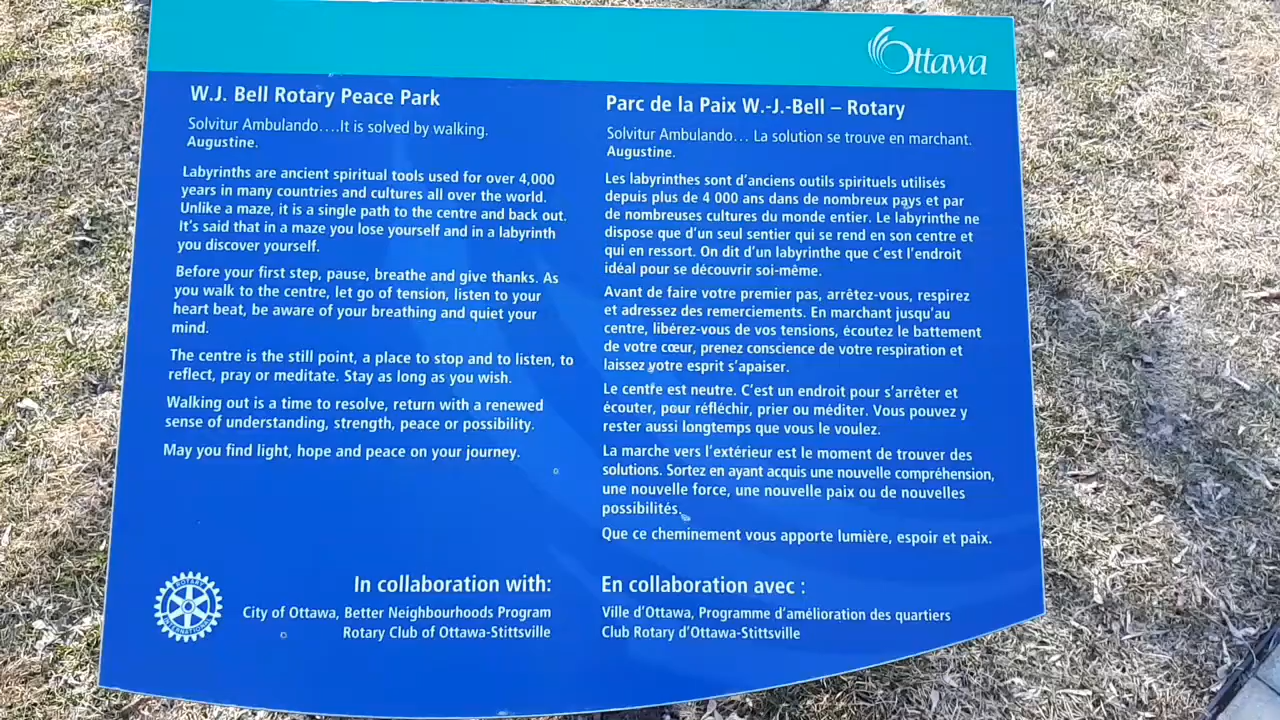 Ottawa
W.J. Bell Rotary Peace Park
Solvitur Ambulando....It is solved by walking.
Augustine.
Labyrinths are ancient spiritual tools used for over 4,000
years in many countries and cultures all over the world.
Unlike a maze, it is a single path to the centre and back out.
It's said that in a maze you lose yourself and in a labyrinth
you discover yourself.
Before your first step, pause, breathe and give thanks. As
you walk to the centre, let go of tension, listen to your
heart beat, be aware of your breathing and quiet your
mind.
The centre is the still point, a place to stop and to listen, to
reflect, pray or meditate. Stay as long as you wish.
Walking out is a time to resolve, return with a renewed
sense of understanding, strength, peace or possibility.
May you find light, hope and peace on your journey.
ROTARY
INTERNATIONAL
In collaboration with:
City of Ottawa, Better Neighbourhoods Program
Rotary Club of Ottawa-Stittsville
Parc de la Paix W.-J.-Bell – Rotary
Solvitur Ambulando... La solution se trouve en marchant.
Augustine.
Les labyrinthes sont d'anciens outils spirituels utilisés
depuis plus de 4 000 ans dans de nombreux pays et par
de nombreuses cultures du monde entier. Le labyrinthe ne
dispose que d'un seul sentier qui se rend en son centre et
qui en ressort. On dit d'un labyrinthe que c'est l'endroit
idéal pour se découvrir soi-même.
Avant de faire votre premier pas, arrêtez-vous, respirez
et adressez des remerciements. En marchant jusqu'au
centre, libérez-vous de vos tensions, écoutez le battement
de votre cœur, prenez conscience de votre respiration et
laissez votre esprit s'apaiser.
Le centre est neutre. C'est un endroit pour s'arrêter et
écouter, pour réfléchir, prier ou méditer. Vous pouvez y
rester aussi longtemps que vous le voulez.
La marche vers l'extérieur est le moment de trouver des
solutions. Sortez en ayant acquis une nouvelle compréhension,
une nouvelle force, une nouvelle paix ou de nouvelles
possibilités.
Que ce cheminement vous apporte lumière, espoir et paix.
En collaboration avec :
Ville d'Ottawa, Programme d'amélioration des quartiers
Club Rotary d'Ottawa-Stittsville